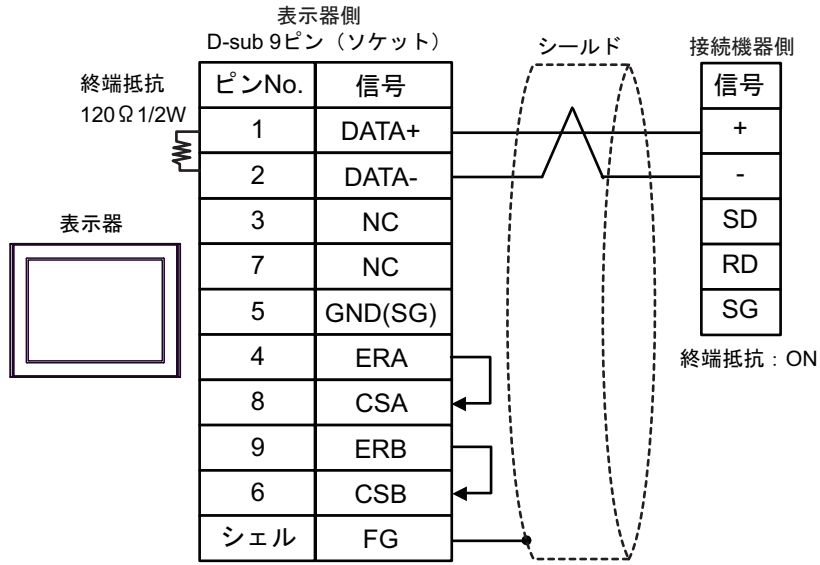 表示器側
D-sub 9ピン（ソケット）
シールド
接続機器側
終端抵抗
120Ω1/2W
ピンNo. 信号
信号
1 DATA+
+
2 DATA-
-
表示器
3 NC
SD
7 NC
RD
5 GND(SG)
SG
4 ERA
終端抵抗：ON
8 CSA
9 ERB
6 CSB
シェル FG